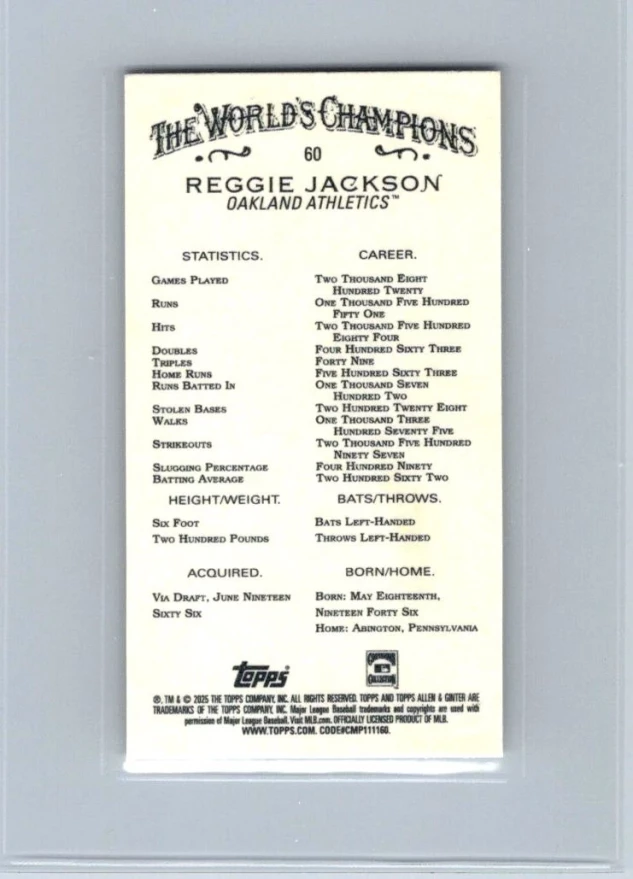 THE WORLD'S CHAMPIONS
60
REGGIE JACKSON
OAKLAND ATHLETICS™
STATISTICS. CAREER.
GAMES PLAYED TWO THOUSAND EIGHT
HUNDRED TWENTY
RUNS ONE THOUSAND FIVE HUNDRED
FIFTY ONE
HITS TWO THOUSAND FIVE HUNDRED
EIGHTY FOUR
DOUBLES FOUR HUNDRED SIXTY THREE
TRIPLES FORTY NINE
HOME RUNS FIVE HUNDRED SIXTY THREE
RUNS BATTED IN ONE THOUSAND SEVEN
HUNDRED TWO
STOLEN BASES TWO HUNDRED TWENTY EIGHT
WALKS ONE THOUSAND THREE
HUNDRED SEVENTY FIVE
STRIKEOUTS TWO THOUSAND FIVE HUNDRED
NINETY SEVEN
SLUGGING PERCENTAGE FOUR HUNDRED NINETY
BATTING AVERAGE TWO HUNDRED SIXTY TWO
HEIGHT/WEIGHT. BATS/THROWS.
SIX FOOT BATS LEFT-HANDED
TWO HUNDRED POUNDS THROWS LEFT-HANDED
ACQUIRED. BORN/HOME.
VIA DRAFT, JUNE NINETEEN BORN: MAY EIGHTEENTH,
SIXTY SIX NINETEEN FORTY SIX
HOME: ABINGTON, PENNSYLVANIA
Topps
®, TM & © 2025 THE TOPPS COMPANY, INC. ALL RIGHTS RESERVED. TOPPS AND TOPPS ALLEN & GINTER ARE
TRADEMARKS OF THE TOPPS COMPANY, INC. Major League Baseball trademarks and copyrights are used with
permission of Major League Baseball. Visit MLB.com. OFFICIALLY LICENSED PRODUCT OF MLB.
WWW.TOPPS.COM. CODE#CMP111160.